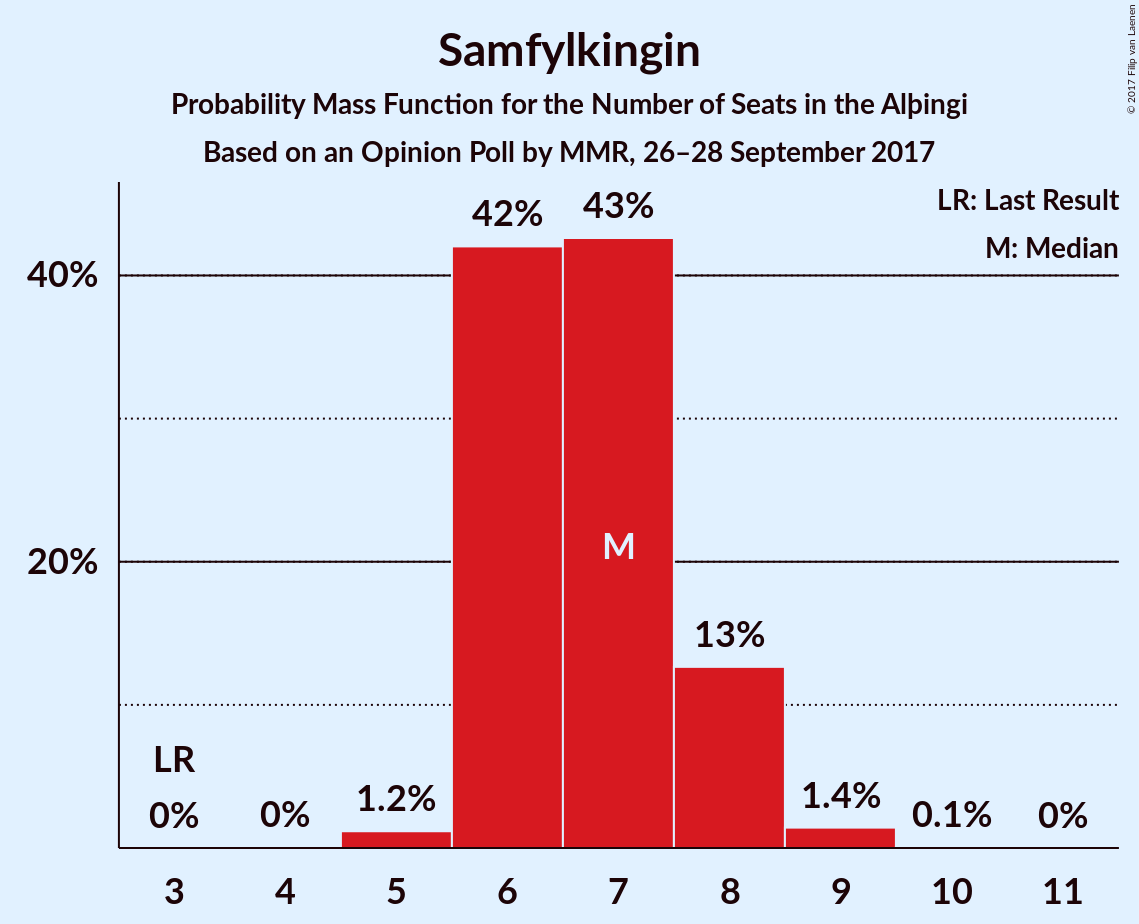 Samfylkingin
Probability Mass Function for the Number of Seats in the Alþingi
Based on an Opinion Poll by MMR, 26–28 September 2017
© 2017 Filip van Laenen
LR: Last Result
M: Median
42%
43%
40%
M
20%
13%
LR
0%
0%
1.2%
1.4%
0.1%
0%
3 4 5 6 7 8 9 10 11